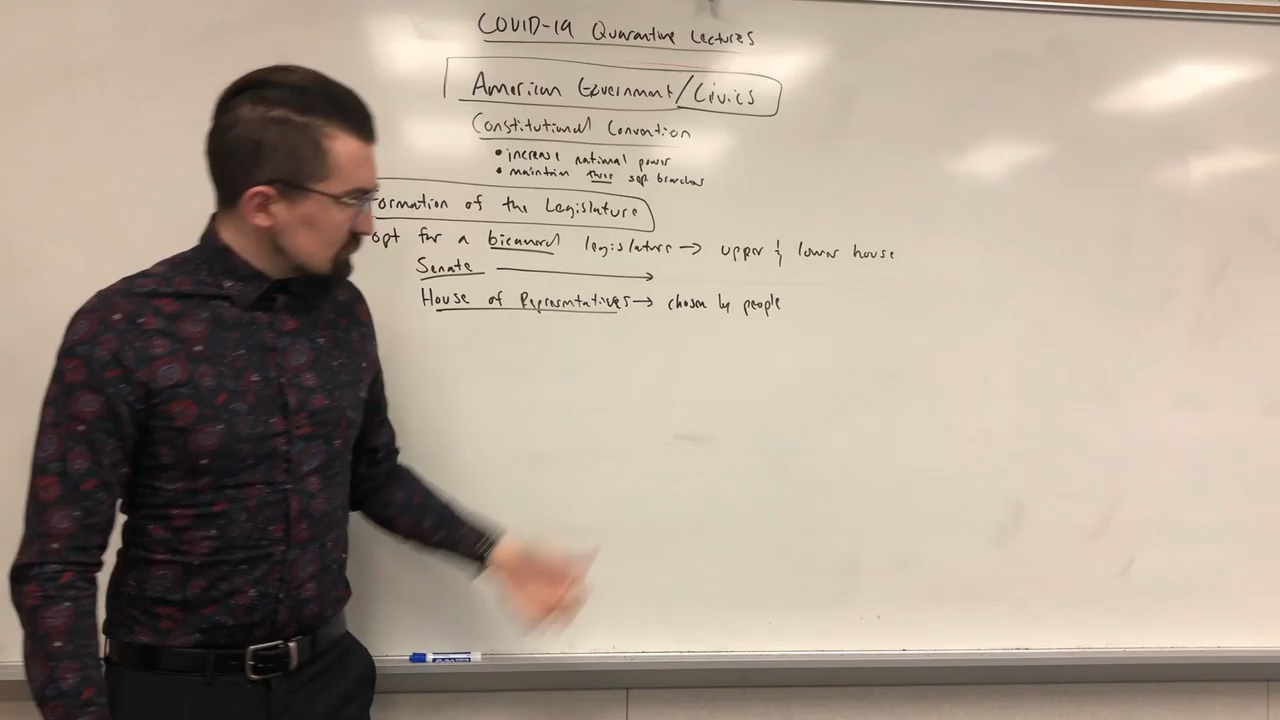 COVID-19 Quarantine Lectures
American Government/Civics
Constitutional Convention
• increase national power
• maintain three sep. branches
ormation of the Legislature
opt for a bicameral legislature → upper & lower house
Senate →
House of Representatives → chosen by people